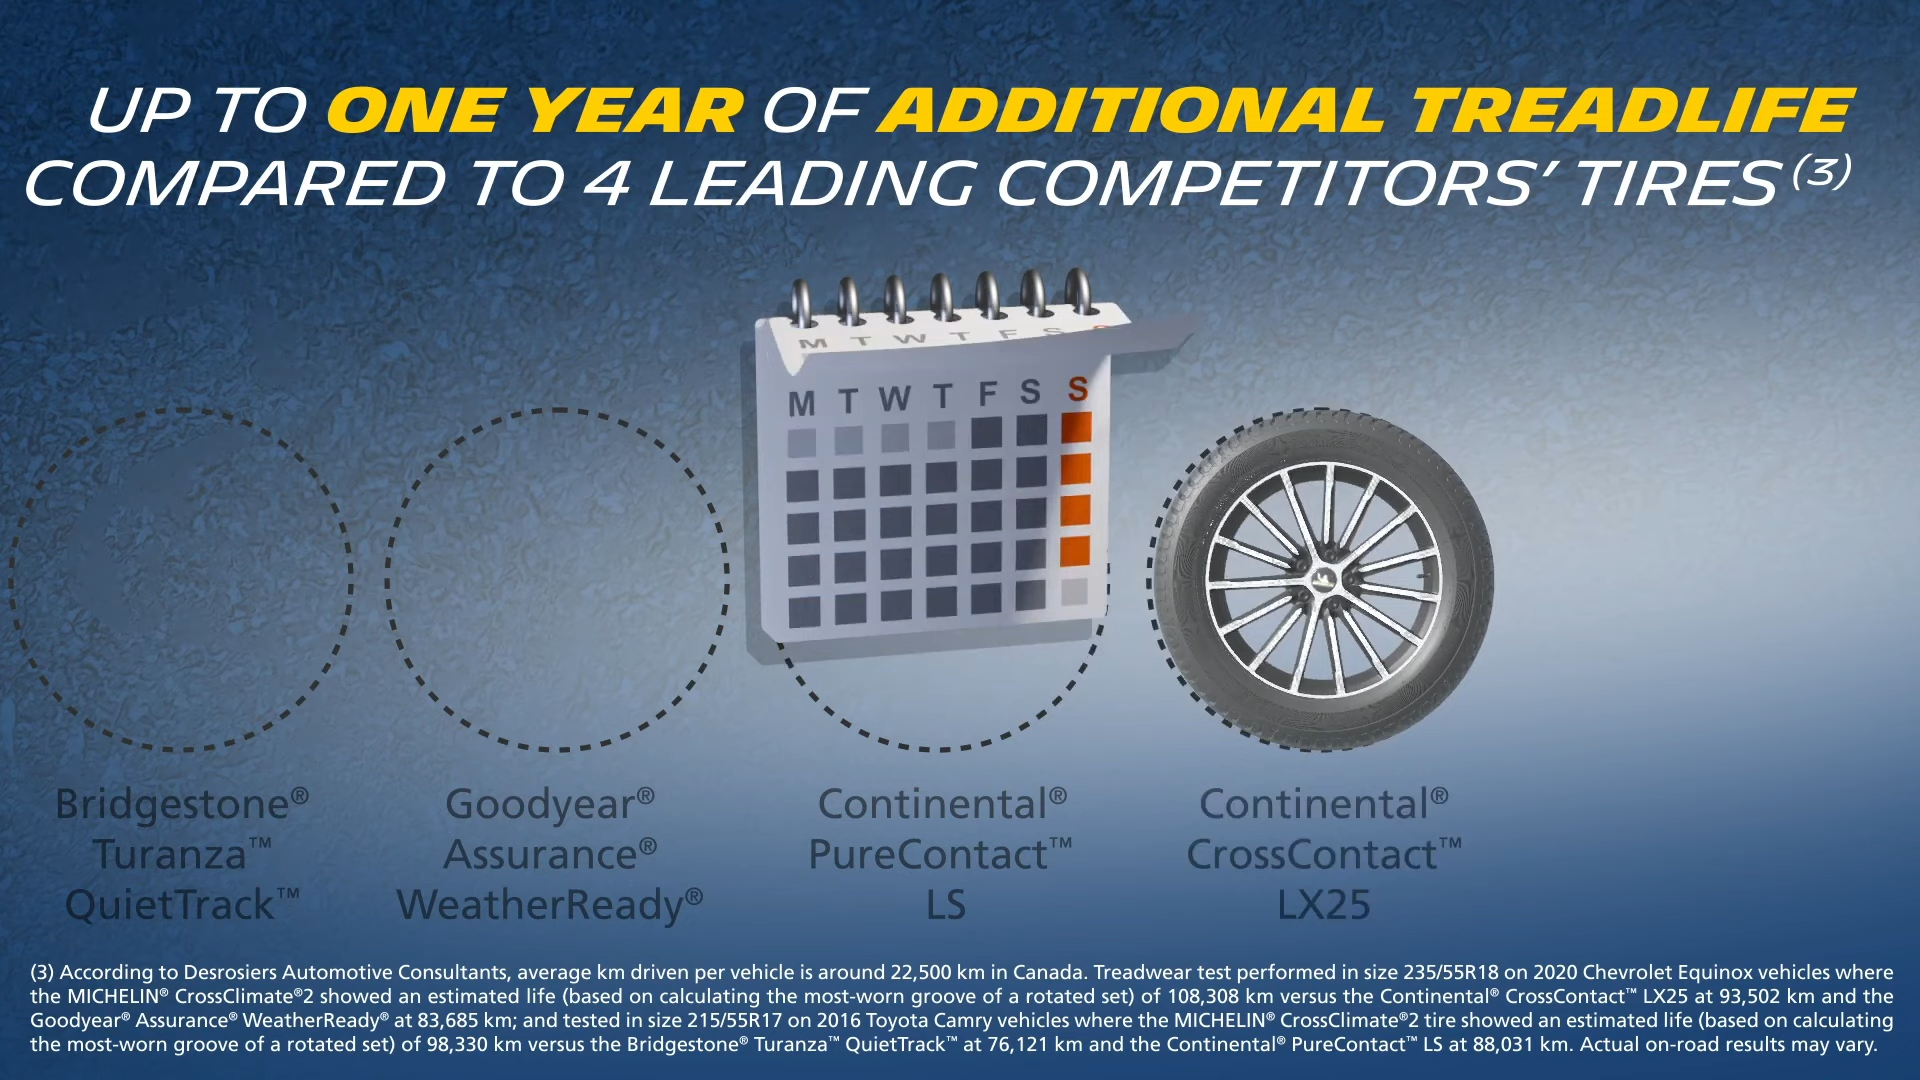 UP TO ONE YEAR OF ADDITIONAL TREADLIFE
COMPARED TO 4 LEADING COMPETITORS' TIRES (3)
M T W T F S S
M T W T F S S
Bridgestone®
Turanza™
QuietTrack™
Goodyear®
Assurance®
WeatherReady®
Continental®
PureContact™
LS
Continental®
CrossContact™
LX25
(3) According to Desrosiers Automotive Consultants, average km driven per vehicle is around 22,500 km in Canada. Treadwear test performed in size 235/55R18 on 2020 Chevrolet Equinox vehicles where
the MICHELIN® CrossClimate®2 showed an estimated life (based on calculating the most-worn groove of a rotated set) of 108,308 km versus the Continental® CrossContact™ LX25 at 93,502 km and the
Goodyear® Assurance® WeatherReady® at 83,685 km; and tested in size 215/55R17 on 2016 Toyota Camry vehicles where the MICHELIN® CrossClimate®2 tire showed an estimated life (based on calculating
the most-worn groove of a rotated set) of 98,330 km versus the Bridgestone® Turanza™ QuietTrack™ at 76,121 km and the Continental® PureContact™ LS at 88,031 km. Actual on-road results may vary.